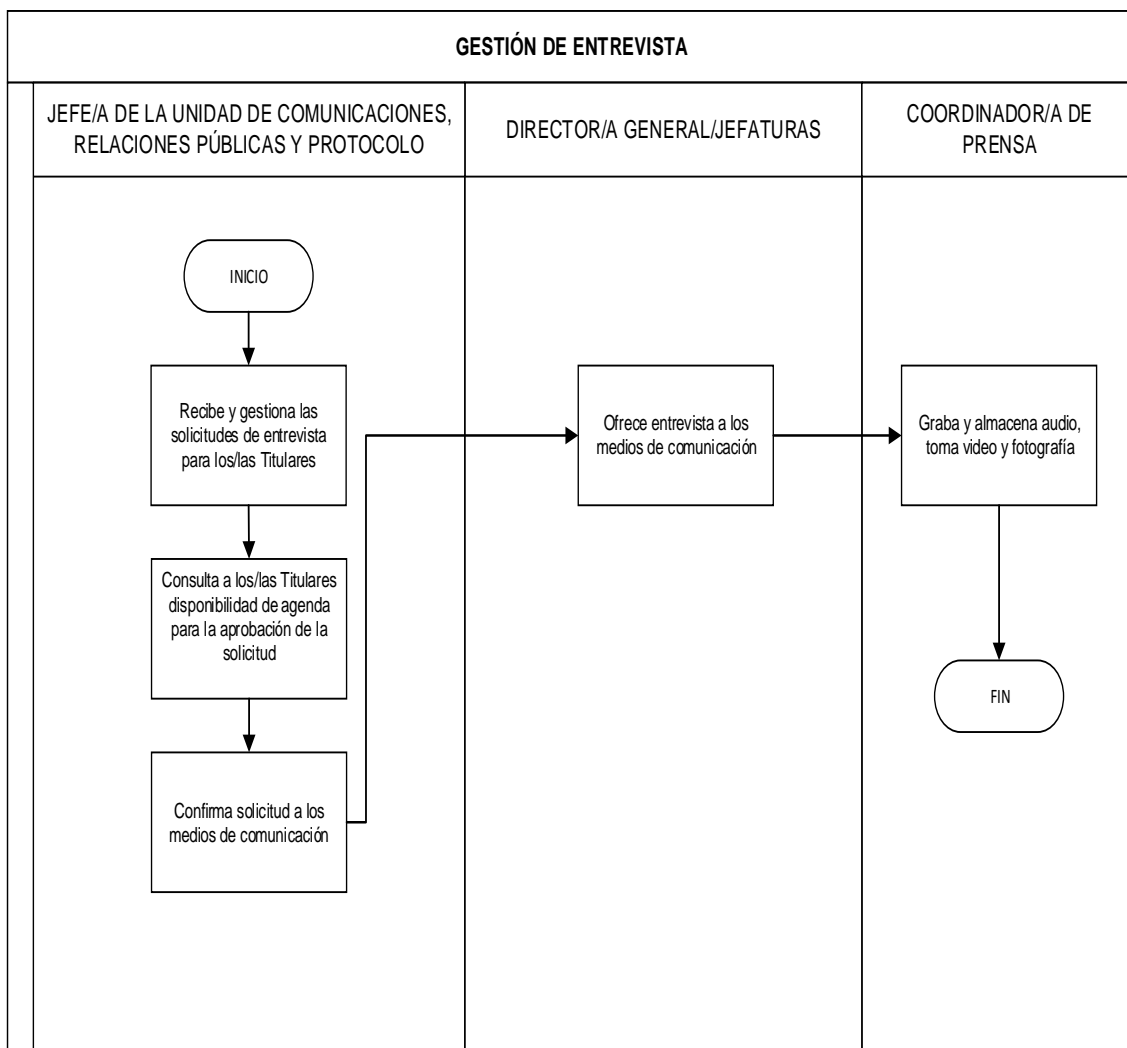 GESTIÓN DE ENTREVISTA
JEFE/A DE LA UNIDAD DE COMUNICACIONES,
RELACIONES PÚBLICAS Y PROTOCOLO
DIRECTOR/A GENERAL/JEFATURAS
COORDINADOR/A DE
PRENSA
INICIO
Recibe y gestiona las
solicitudes de entrevista
para los/las Titulares
Consulta a los/las Titulares
disponibilidad de agenda
para la aprobación de la
solicitud
Confirma solicitud a los
medios de comunicación
Ofrece entrevista a los
medios de comunicación
Graba y almacena audio,
toma video y fotografía
FIN